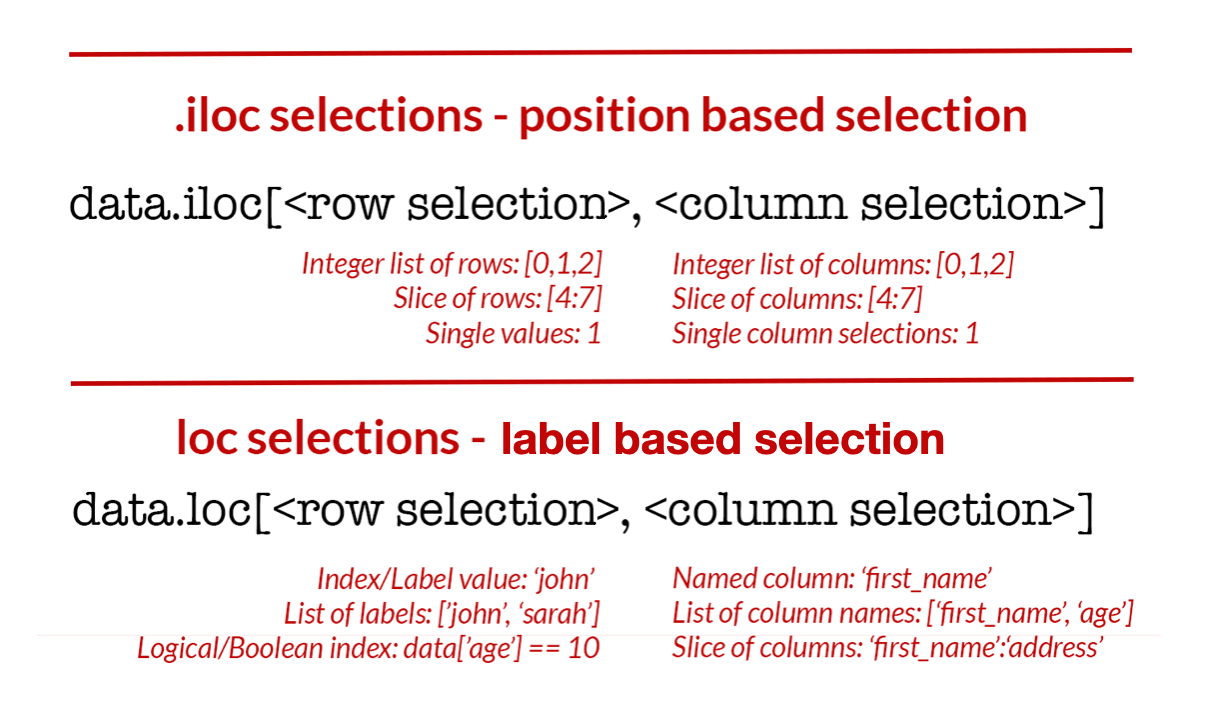 .iloc selections - position based selection
data.iloc[<row selection>, <column selection>]
Integer list of rows: [0,1,2] Integer list of columns: [0,1,2]
Slice of rows: [4:7] Slice of columns: [4:7]
Single values: 1 Single column selections: 1
loc selections - label based selection
data.loc[<row selection>, <column selection>]
Index/Label value: ‘john’ Named column: ‘first_name’
List of labels: [’john’, ‘sarah’] List of column names: [‘first_name’, ‘age’]
Logical/Boolean index: data[‘age’] == 10 Slice of columns: ‘first_name’:‘address’